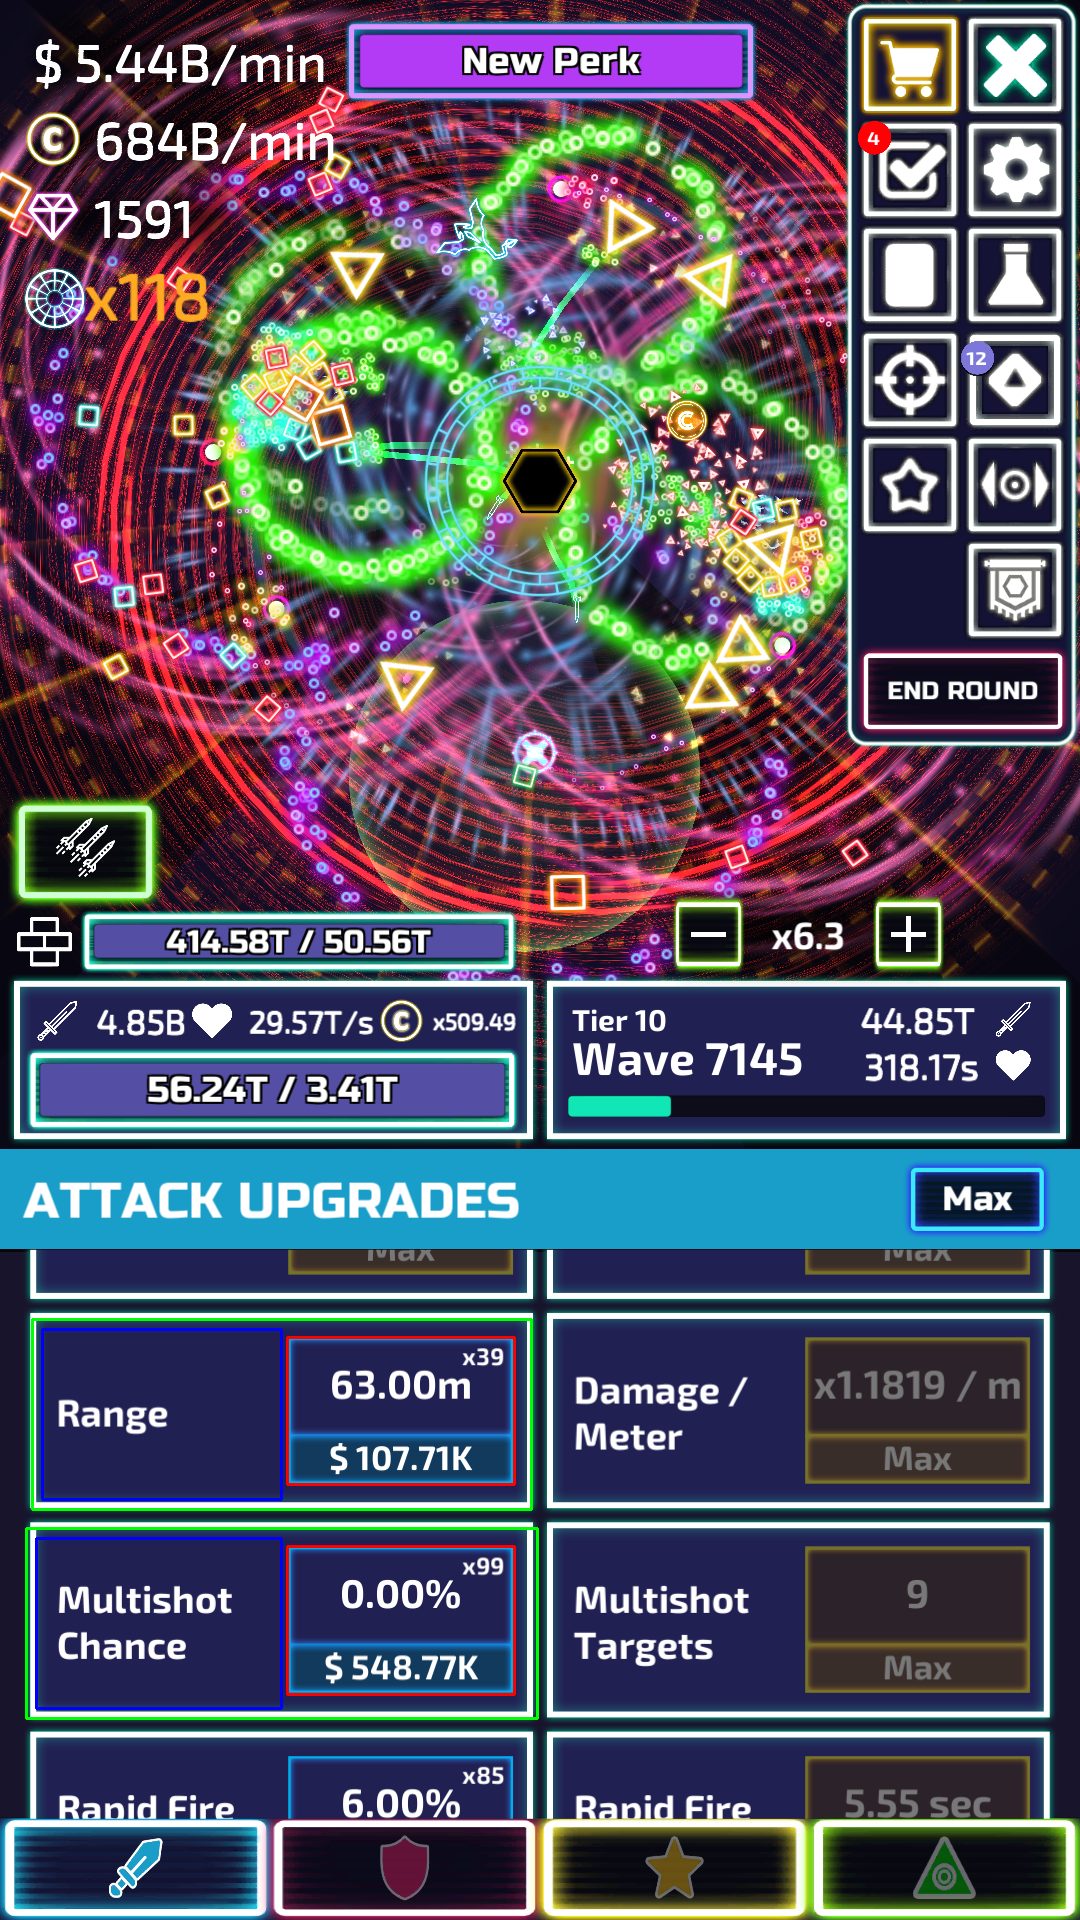 $ 5.44B/min
New Perk
C 684B/min
4
1591
x118
12
END ROUND
414.58T / 50.56T
x6.3
4.85B 29.57T/s C x509.49
56.24T / 3.41T
Tier 10
Wave 7145
44.85T
318.17s
ATTACK UPGRADES
Max
Max
Max
Range
x39
63.00m
$ 107.71K
Damage /
Meter
x1.1819 / m
Max
Multishot
Chance
x99
0.00%
$ 548.77K
Multishot
Targets
9
Max
Rapid Fire
x85
6.00%
Rapid Fire
5.55 sec